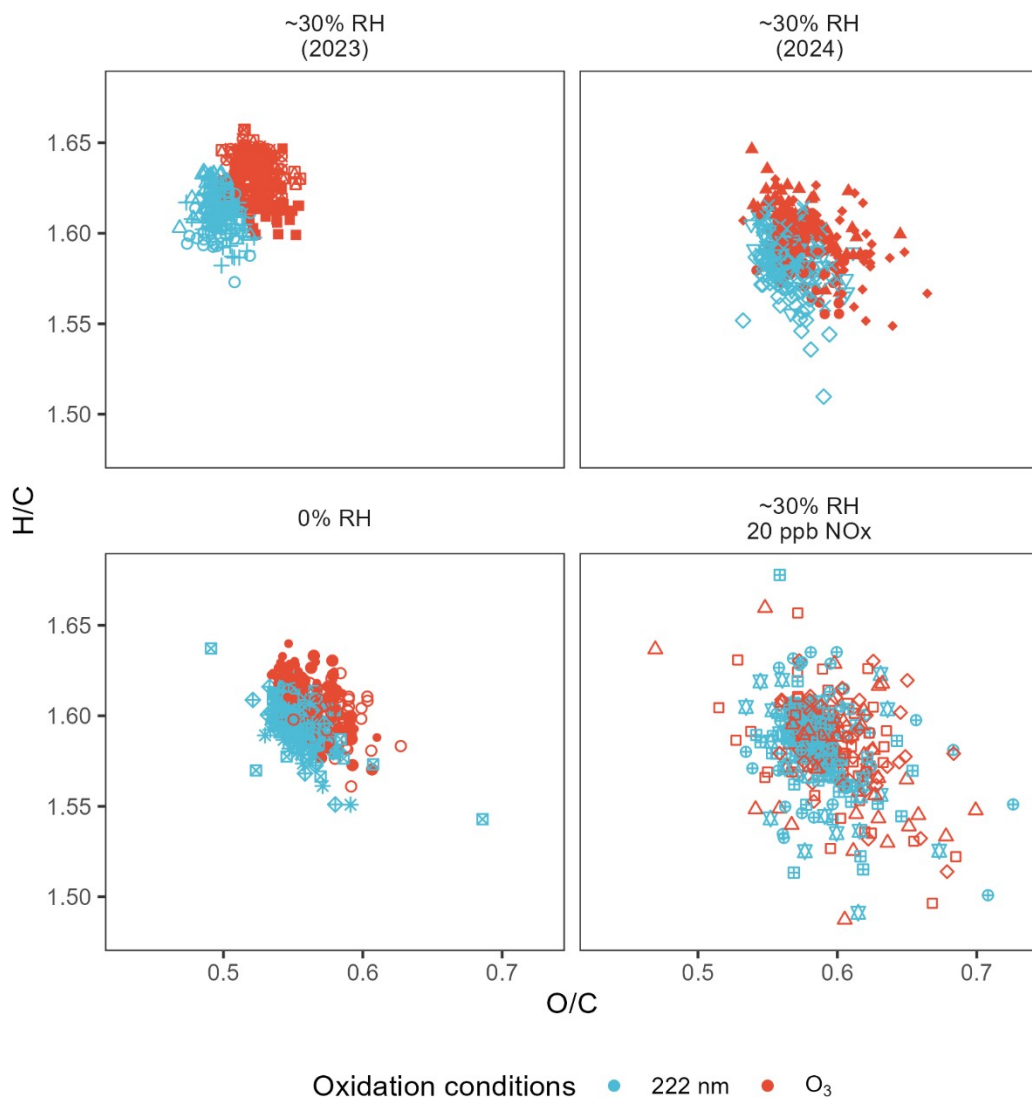 ~30% RH
(2023)
~30% RH
(2024)
1.65
1.60
1.55
1.50
H/C
0% RH
~30% RH
20 ppb NOx
1.65
1.60
1.55
1.50
0.5 0.6 0.7 0.5 0.6 0.7
O/C
Oxidation conditions 222 nm O₃